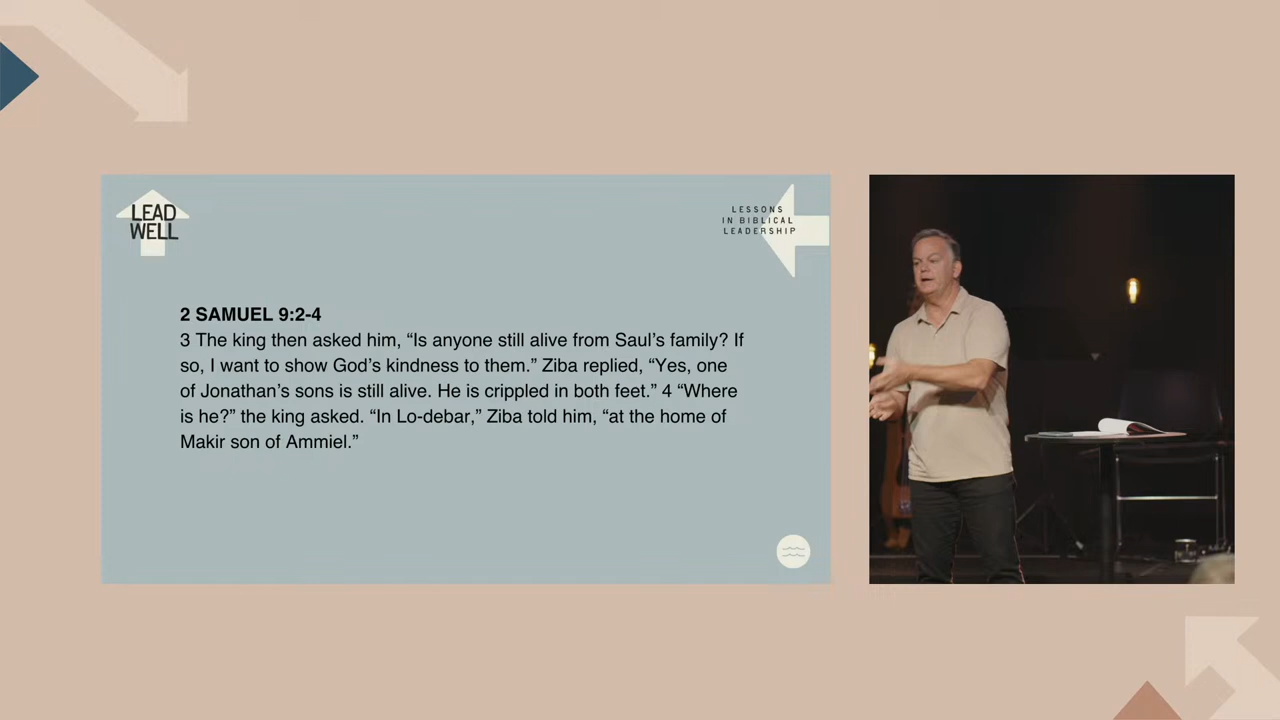 LEAD
WELL
LESSONS
IN BIBLICAL
LEADERSHIP
2 SAMUEL 9:2-4
3 The king then asked him, “Is anyone still alive from Saul’s family? If
so, I want to show God’s kindness to them.” Ziba replied, “Yes, one
of Jonathan’s sons is still alive. He is crippled in both feet.” 4 “Where
is he?” the king asked. “In Lo-debar,” Ziba told him, “at the home of
Makir son of Ammiel.”